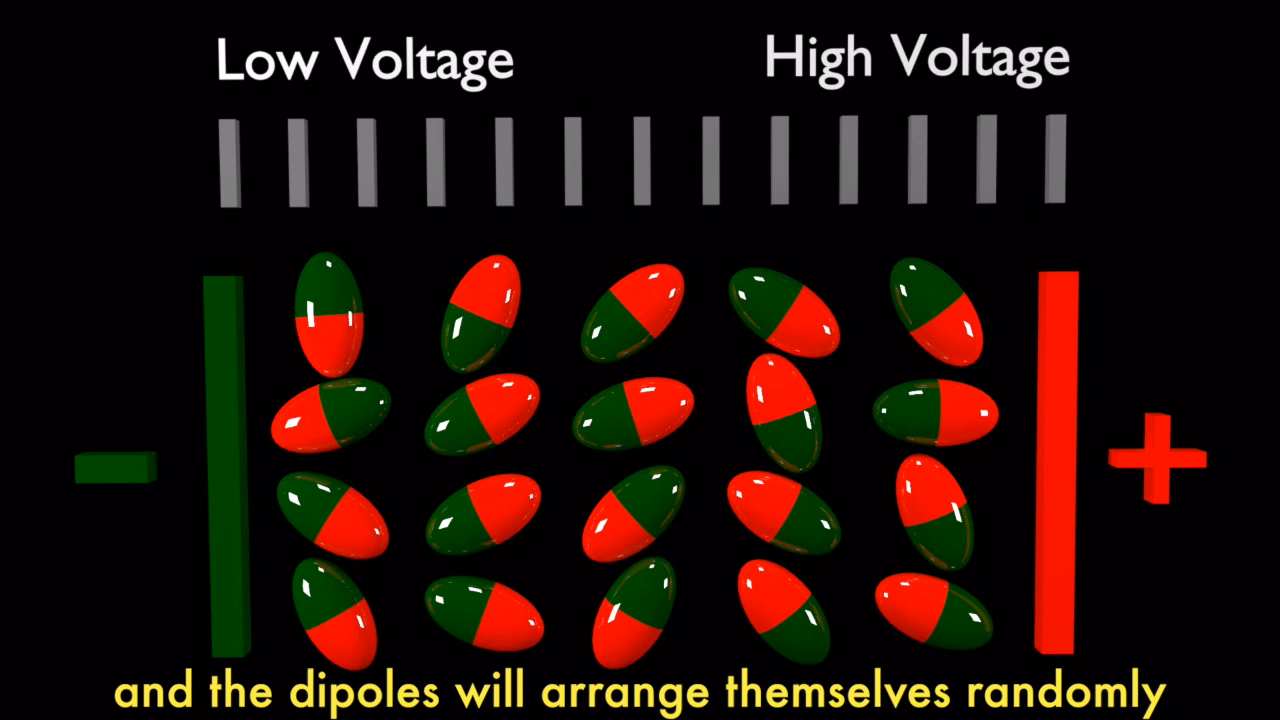 Low Voltage
High Voltage
-
+
and the dipoles will arrange themselves randomly